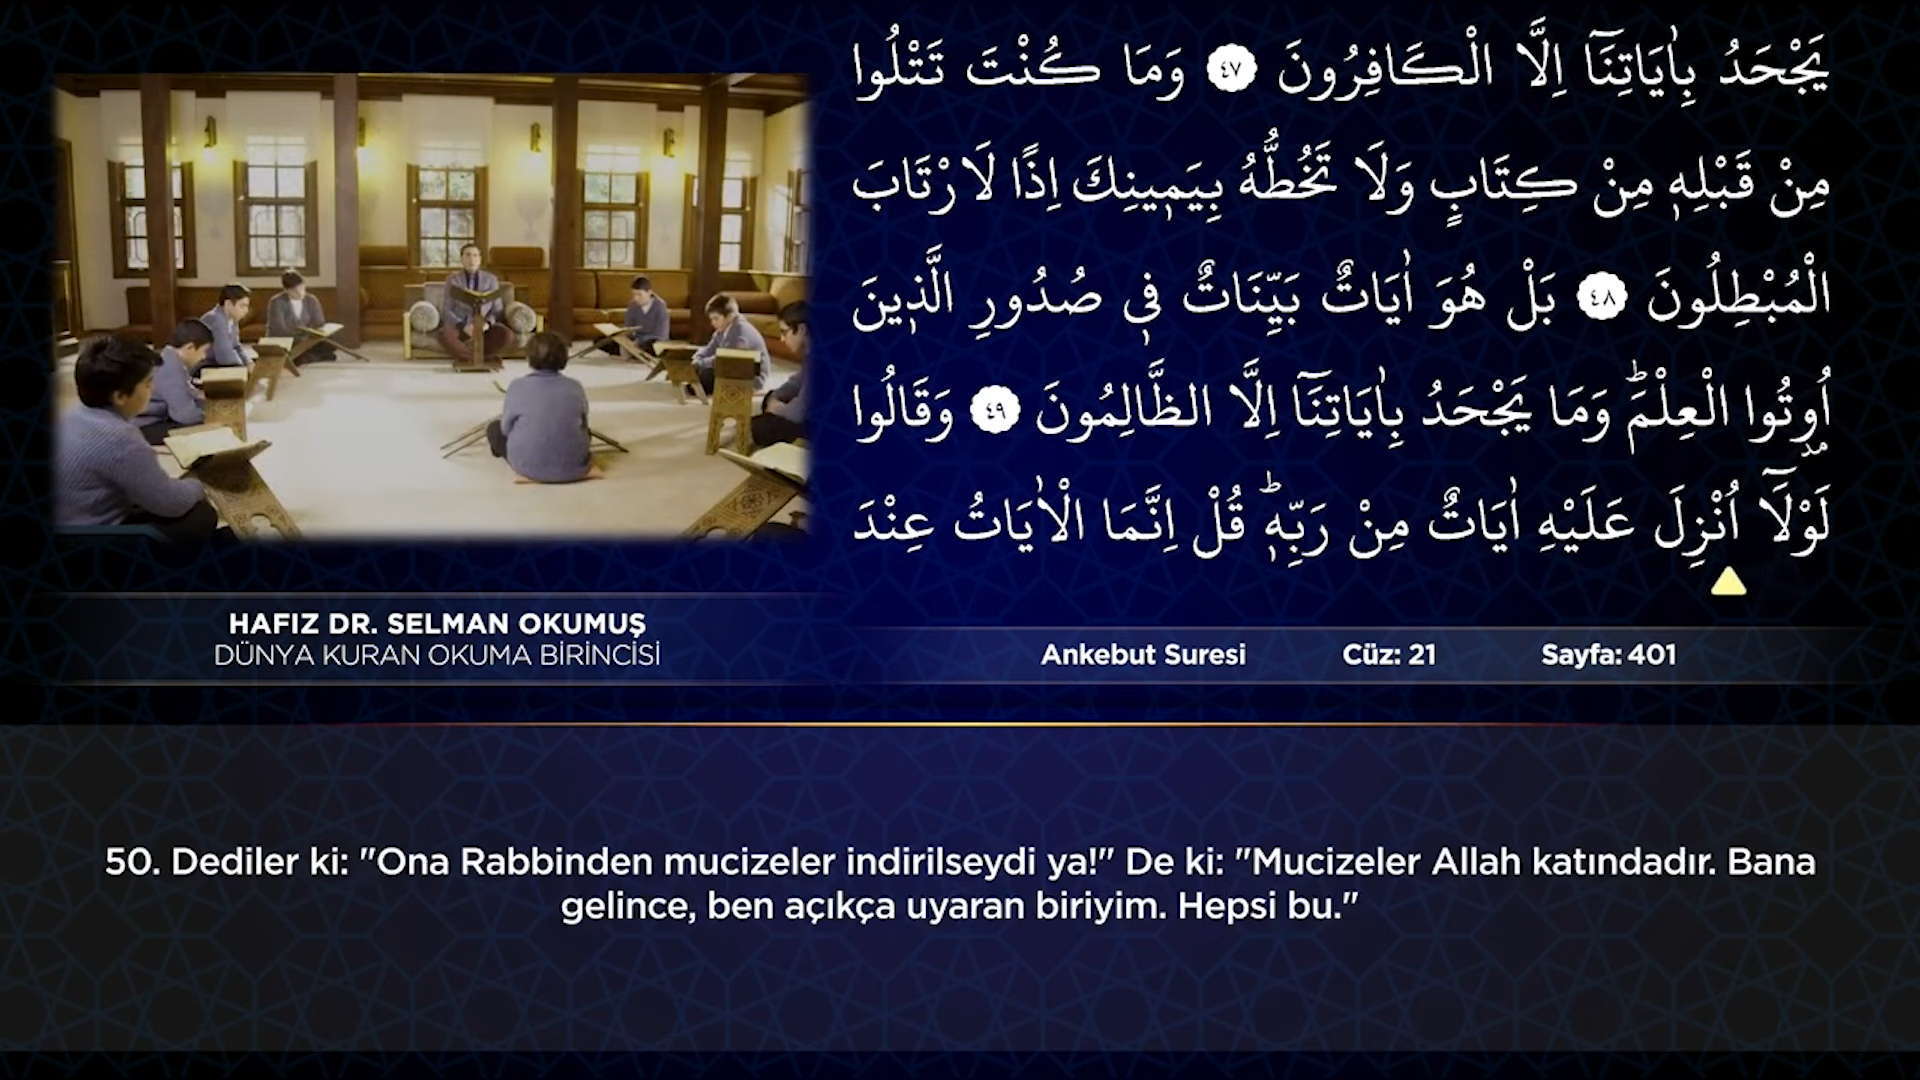 يَجْحَدُ بِاٰيَاتِنَٓا اِلَّا الْكَافِرُونَ ﴿٤٧﴾ وَمَا كُنْتَ تَتْلُوا
مِنْ قَبْلِه۪ مِنْ كِتَابٍ وَلَا تَخُطُّهُ بِيَم۪ينِكَ اِذًا لَارْتَابَ
الْمُبْطِلُونَ ﴿٤٨﴾ بَلْ هُوَ اٰيَاتٌ بَيِّنَاتٌ ف۪ي صُدُورِ الَّذ۪ينَ
اُو۫تُوا الْعِلْمَۜ وَمَا يَجْحَدُ بِاٰيَاتِنَٓا اِلَّا الظَّالِمُونَ ﴿٤٩﴾ وَقَالُوا
لَوْلَٓا اُنْزِلَ عَلَيْهِ اٰيَاتٌ مِنْ رَبِّه۪ۜ قُلْ اِنَّمَا الْاٰيَاتُ عِنْدَ
HAFIZ DR. SELMAN OKUMUŞ
DÜNYA KURAN OKUMA BİRİNCİSİ
Ankebut Suresi Cüz: 21 Sayfa: 401
50. Dediler ki: "Ona Rabbinden mucizeler indirilseydi ya!" De ki: "Mucizeler Allah katındadır. Bana
gelince, ben açıkça uyaran biriyim. Hepsi bu."